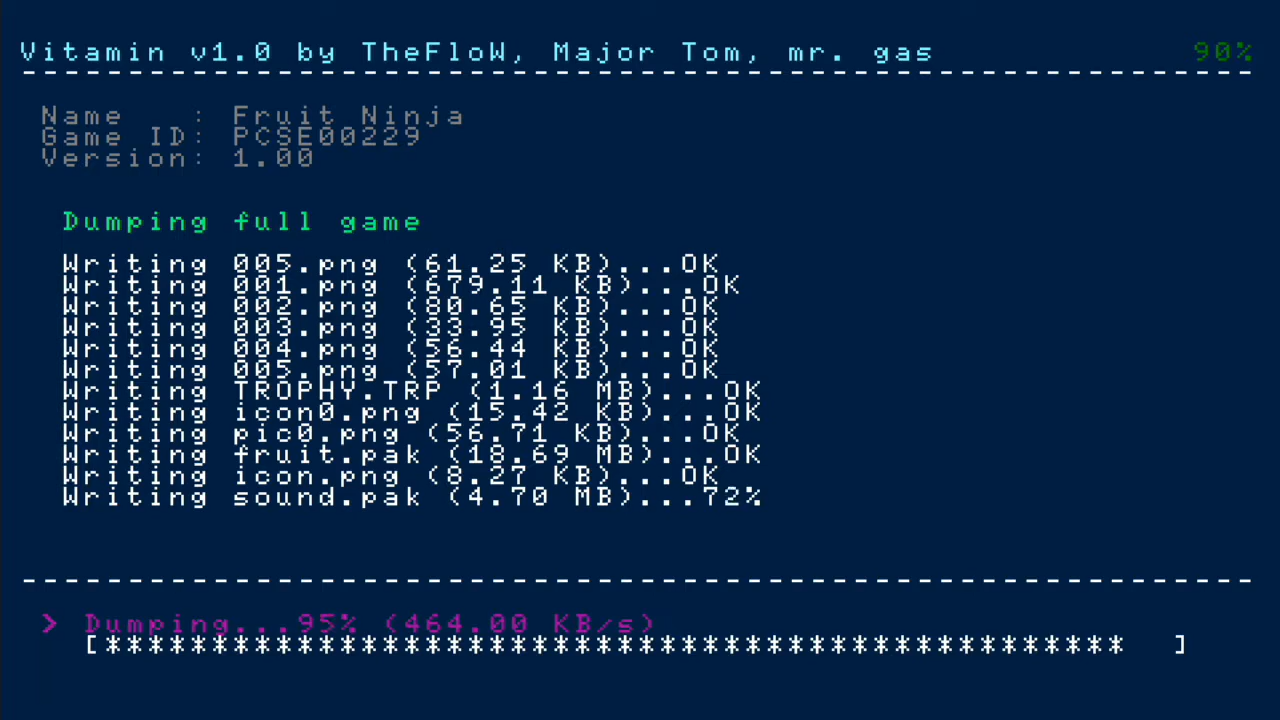 Vitamin v1.0 by TheFloW, Major Tom, mr. gas 90%
--------------------------------------------------
Name   : Fruit Ninja
Game ID: PCSE00229
Version: 1.00
Dumping full game
Writing 005.png (61.25 KB)...OK
Writing 001.png (679.11 KB)...OK
Writing 002.png (80.65 KB)...OK
Writing 003.png (33.95 KB)...OK
Writing 004.png (56.44 KB)...OK
Writing 005.png (57.01 KB)...OK
Writing TROPHY.TRP (1.16 MB)...OK
Writing icon0.png (15.42 KB)...OK
Writing pic0.png (56.71 KB)...OK
Writing fruit.pak (18.69 MB)...OK
Writing icon.png (8.27 KB)...OK
Writing sound.pak (4.70 MB)...72%
--------------------------------------------------
> Dumping...95% (464.00 KB/s)
[************************************************  ]